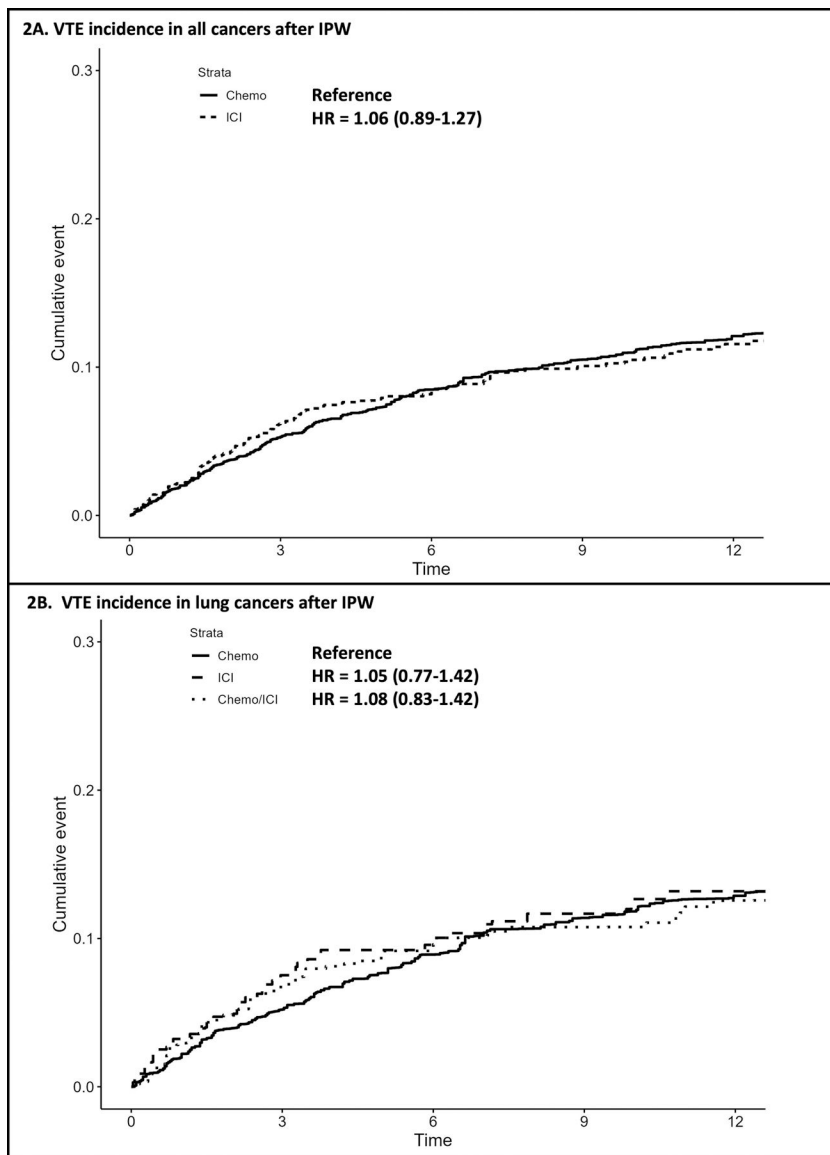 2A. VTE incidence in all cancers after IPW
Strata
Chemo Reference
ICI HR = 1.06 (0.89-1.27)
0.3
0.2
0.1
0.0
Cumulative event
0 3 6 9 12
Time
2B. VTE incidence in lung cancers after IPW
Strata
Chemo Reference
ICI HR = 1.05 (0.77-1.42)
Chemo/ICI HR = 1.08 (0.83-1.42)
0.3
0.2
0.1
0.0
Cumulative event
0 3 6 9 12
Time